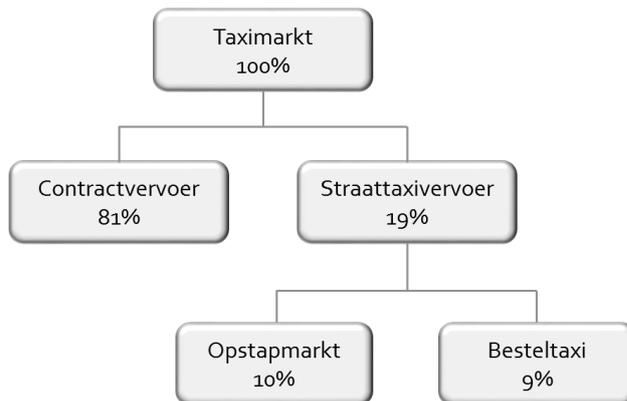 Taximarkt
100%
Contractvervoer
81%
Straattaxivervoer
19%
Opstapmarkt
10%
Besteltaxi
9%